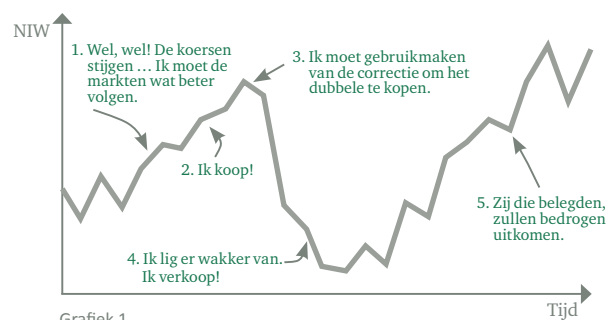 NIW
1. Wel, wel! De koersen
stijgen … Ik moet de
markten wat beter
volgen.
3. Ik moet gebruikmaken
van de correctie om het
dubbele te kopen.
2. Ik koop!
4. Ik lig er wakker van.
Ik verkoop!
5. Zij die belegden,
zullen bedrogen
uitkomen.
Tijd
Grafiek 1